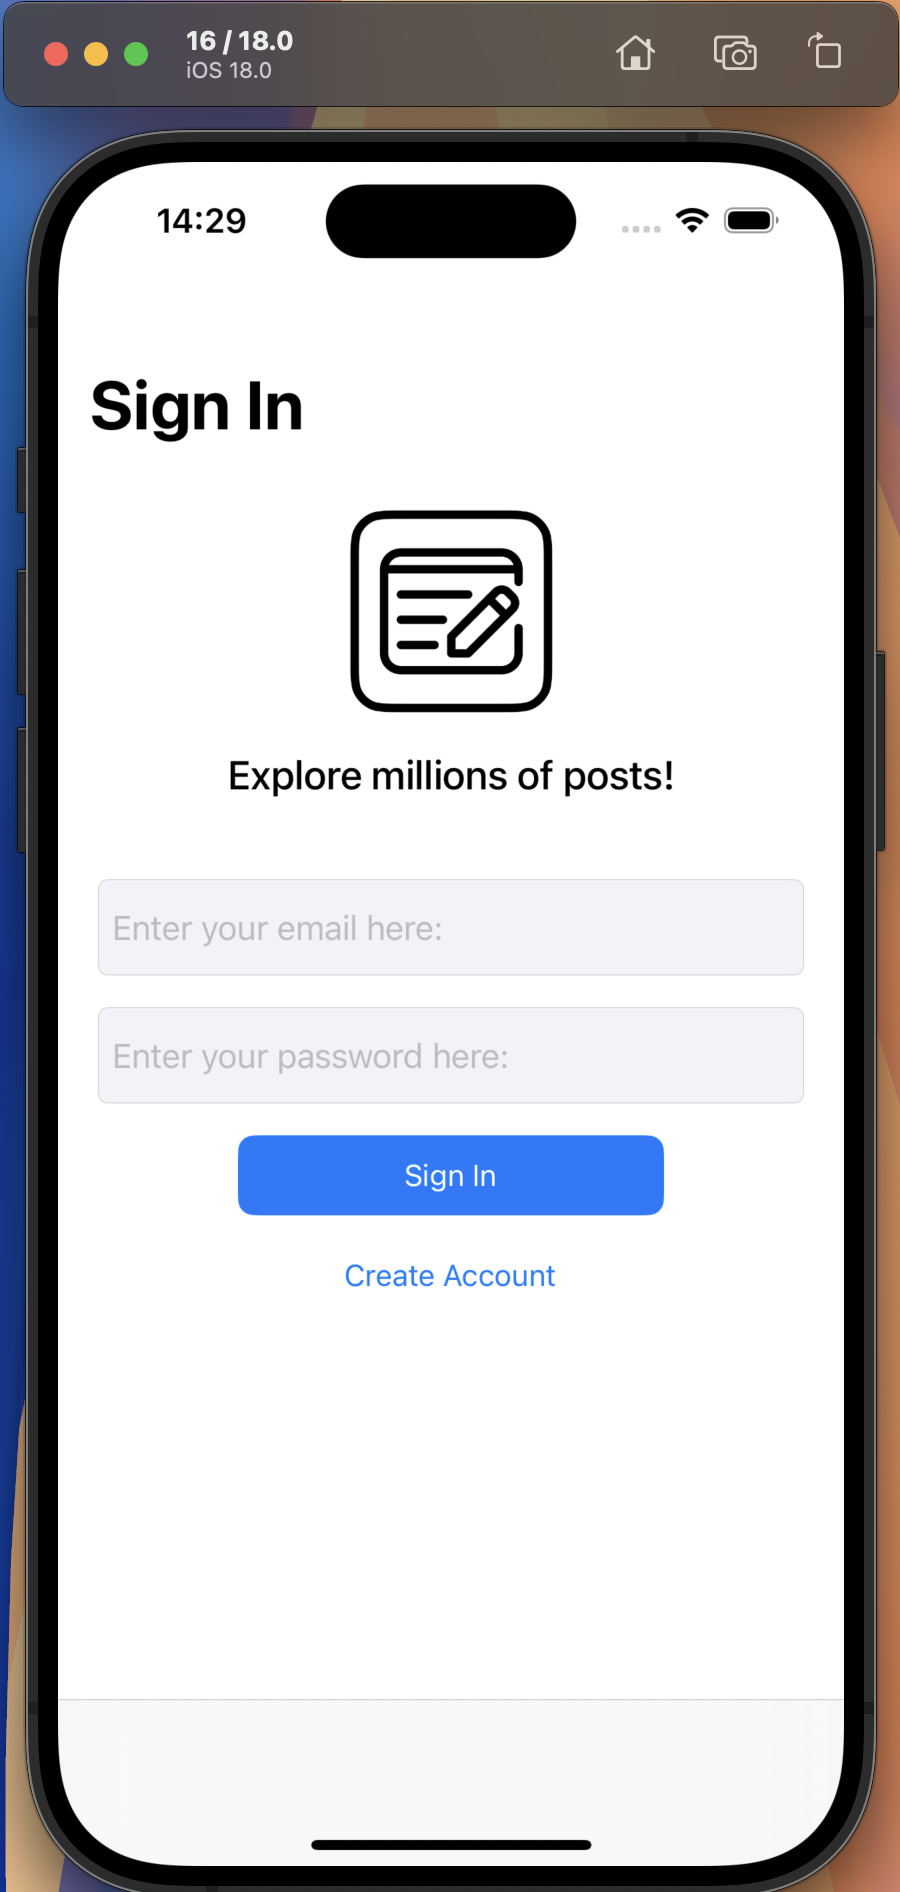 16 / 18.0
iOS 18.0
14:29
Sign In
Explore millions of posts!
Enter your email here:
Enter your password here:
Sign In
Create Account